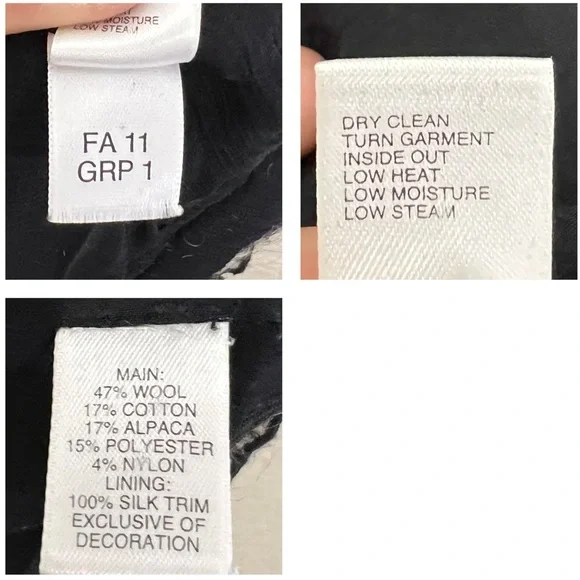 LOW MOISTURE
LOW STEAM
FA 11
GRP 1
DRY CLEAN
TURN GARMENT
INSIDE OUT
LOW HEAT
LOW MOISTURE
LOW STEAM
MAIN:
47% WOOL
17% COTTON
17% ALPACA
15% POLYESTER
4% NYLON
LINING:
100% SILK TRIM
EXCLUSIVE OF
DECORATION